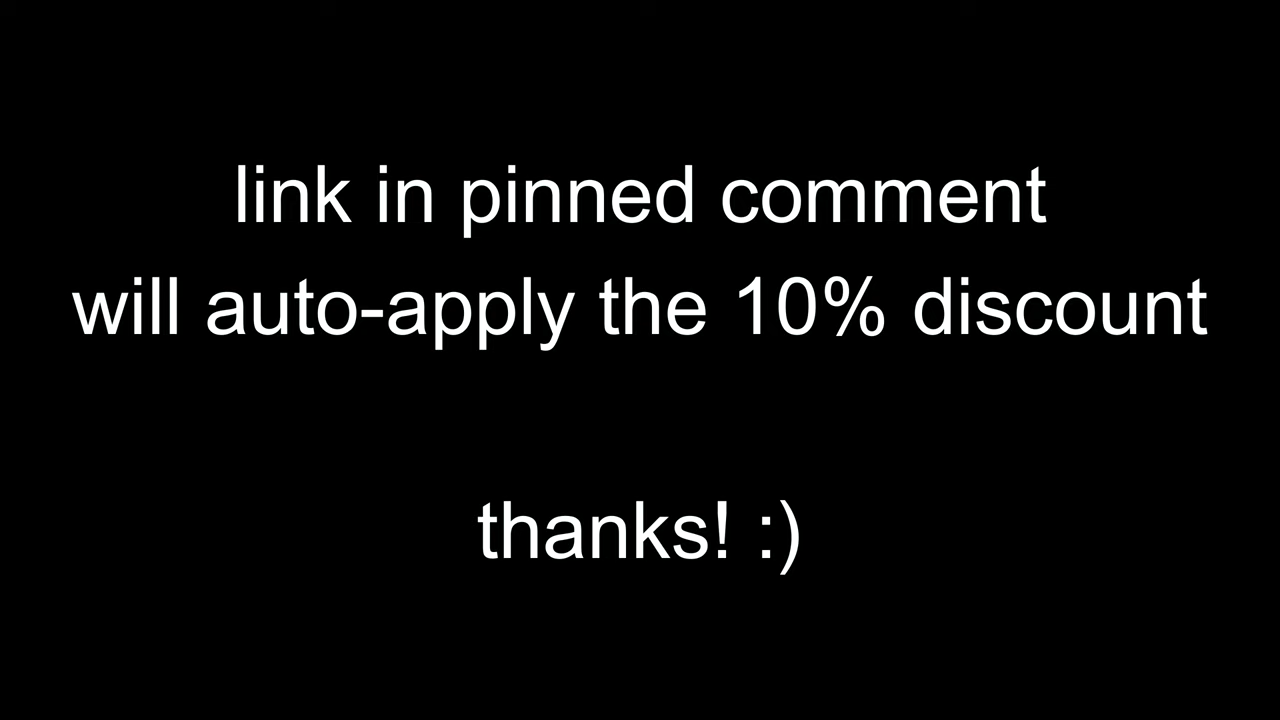 link in pinned comment
will auto-apply the 10% discount
thanks! :)